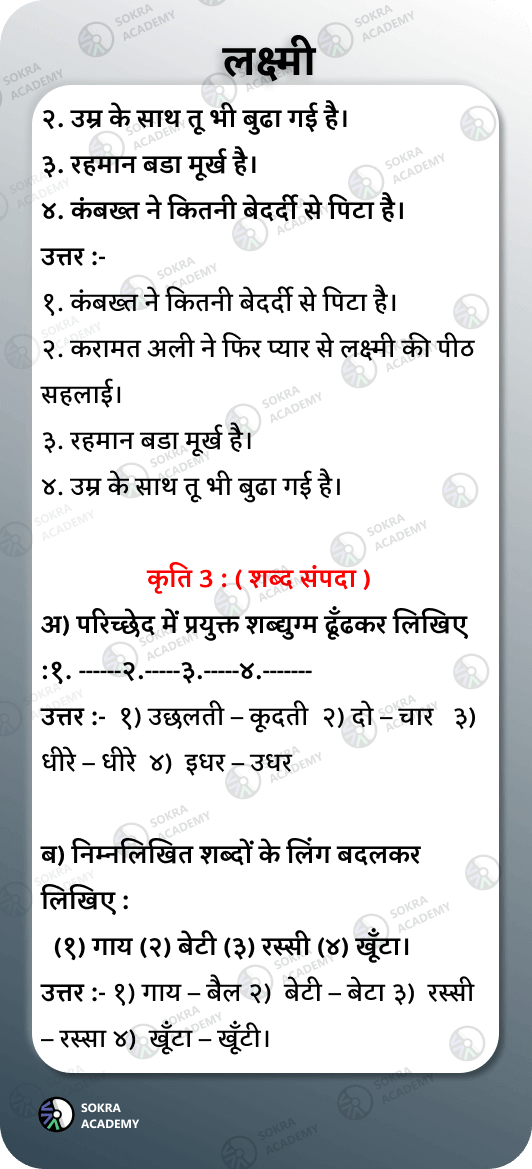 लक्ष्मी
२. उम्र के साथ तू भी बुढा गई है।
३. रहमान बडा मूर्ख है।
४. कंबख्त ने कितनी बेदर्दी से पिटा है।
उत्तर :-
१. कंबख्त ने कितनी बेदर्दी से पिटा है।
२. करामत अली ने फिर प्यार से लक्ष्मी की पीठ
सहलाई।
३. रहमान बडा मूर्ख है।
४. उम्र के साथ तू भी बुढा गई है।
कृति 3 : ( शब्द संपदा )
अ) परिच्छेद में प्रयुक्त शब्द्युग्म ढूँढकर लिखिए
:१. ------२.-----३.-----४.-------
उत्तर :- १) उछलती – कूदती २) दो – चार ३)
धीरे – धीरे ४) इधर – उधर
ब) निम्नलिखित शब्दों के लिंग बदलकर
लिखिए :
(१) गाय (२) बेटी (३) रस्सी (४) खूँटा।
उत्तर :- १) गाय – बैल २) बेटी – बेटा ३) रस्सी
– रस्सा ४) खूँटा – खूँटी।
SOKRA
ACADEMY